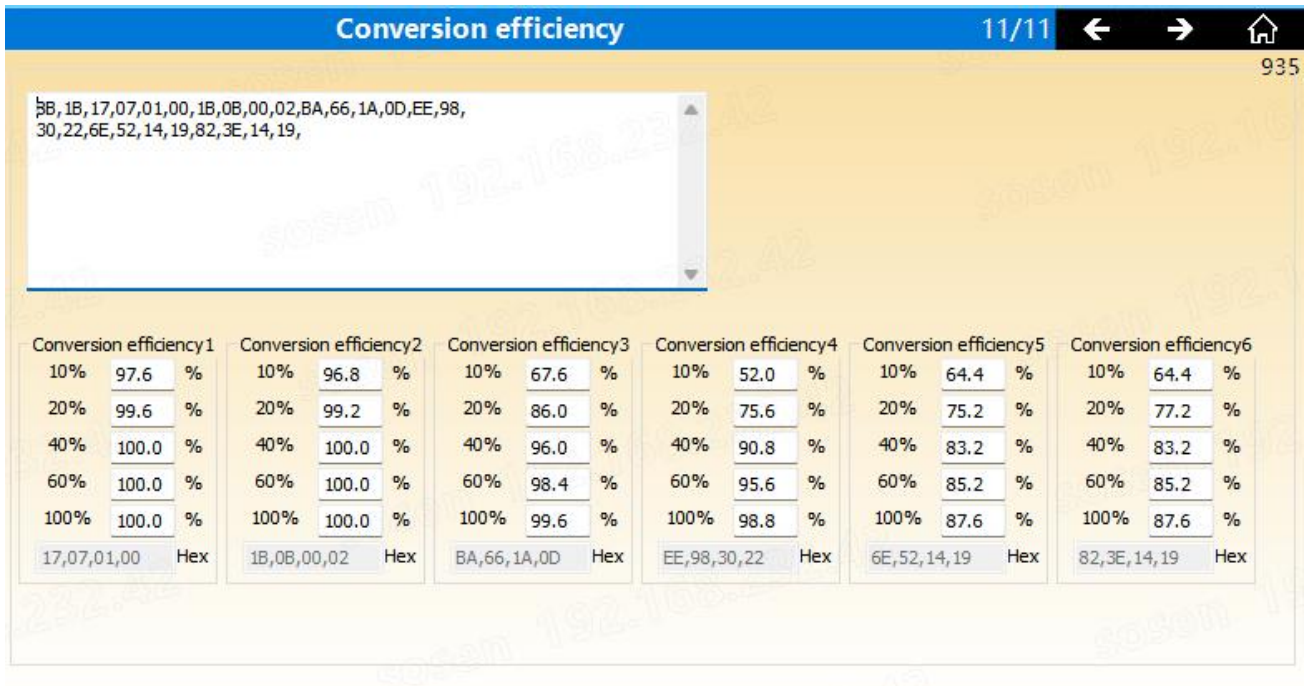 Conversion efficiency 11/11
935
3B,1B,17,07,01,00,1B,0B,00,02,BA,66,1A,0D,EE,98,
30,22,6E,52,14,19,82,3E,14,19,
Conversion efficiency1 Conversion efficiency2 Conversion efficiency3 Conversion efficiency4 Conversion efficiency5 Conversion efficiency6
10% 97.6 % 10% 96.8 % 10% 67.6 % 10% 52.0 % 10% 64.4 % 10% 64.4 %
20% 99.6 % 20% 99.2 % 20% 86.0 % 20% 75.6 % 20% 75.2 % 20% 77.2 %
40% 100.0 % 40% 100.0 % 40% 96.0 % 40% 90.8 % 40% 83.2 % 40% 83.2 %
60% 100.0 % 60% 100.0 % 60% 98.4 % 60% 95.6 % 60% 85.2 % 60% 85.2 %
100% 100.0 % 100% 100.0 % 100% 99.6 % 100% 98.8 % 100% 87.6 % 100% 87.6 %
17,07,01,00 Hex 1B,0B,00,02 Hex BA,66,1A,0D Hex EE,98,30,22 Hex 6E,52,14,19 Hex 82,3E,14,19 Hex
sosen 192.168.232.42